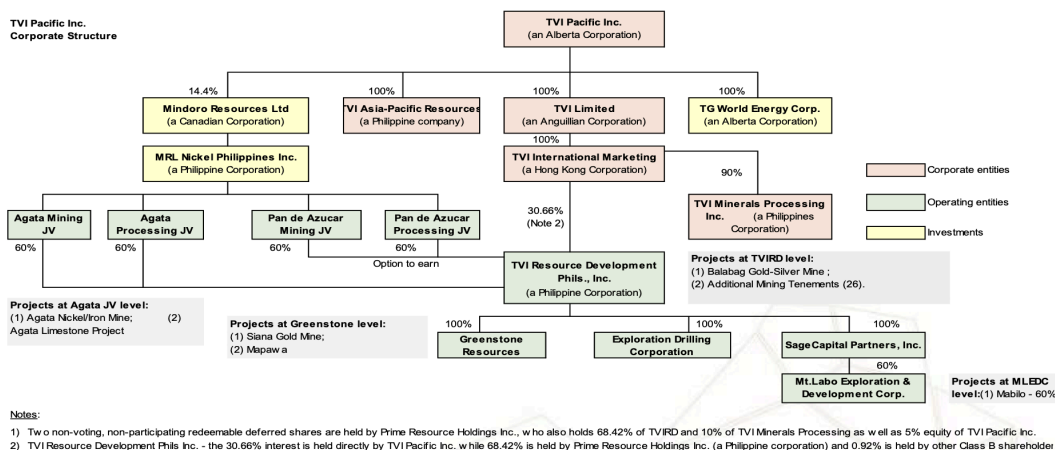 TVI Pacific Inc.
Corporate Structure
TVI Pacific Inc.
(an Alberta Corporation)
14.4%
100%
100%
100%
Mindoro Resources Ltd
(a Canadian Corporation)
TVI Asia-Pacific Resources
(a Philippine company)
TVI Limited
(an Anguillian Corporation)
TG World Energy Corp.
(an Alberta Corporation)
100%
MRL Nickel Philippines Inc.
(a Philippine Corporation)
TVI International Marketing
(a Hong Kong Corporation)
90%
Corporate entities
Operating entities
Investments
TVI Minerals Processing
Inc. (a Philippines
Corporation)
Agata Mining
JV
Agata
Processing JV
Pan de Azucar
Mining JV
Pan de Azucar
Processing JV
30.66%
(Note 2)
60%
60%
60%
60%
Option to earn
TVI Resource Development
Phils., Inc.
(a Philippine Corporation)
Projects at TVIRD level:
(1) Balabag Gold-Silver Mine ;
(2) Additional Mining Tenements (26).
Projects at Agata JV level:
(1) Agata Nickel/Iron Mine; (2)
Agata Limestone Project
Projects at Greenstone level:
(1) Siana Gold Mine;
(2) Mapawa
100%
100%
100%
Greenstone
Resources
Exploration Drilling
Corporation
SageCapital Partners, Inc.
60%
Mt.Labo Exploration &
Development Corp.
Projects at MLEDC
level:(1) Mabilo - 60%
Notes:
1) Two non-voting, non-participating redeemable deferred shares are held by Prime Resource Holdings Inc., who also holds 68.42% of TVIRD and 10% of TVI Minerals Processing as well as 5% equity of TVI Pacific Inc.
2) TVI Resource Development Phils Inc. - the 30.66% interest is held directly by TVI Pacific Inc. while 68.42% is held by Prime Resource Holdings Inc. (a Philippine corporation) and 0.92% is held by other Class B shareholder